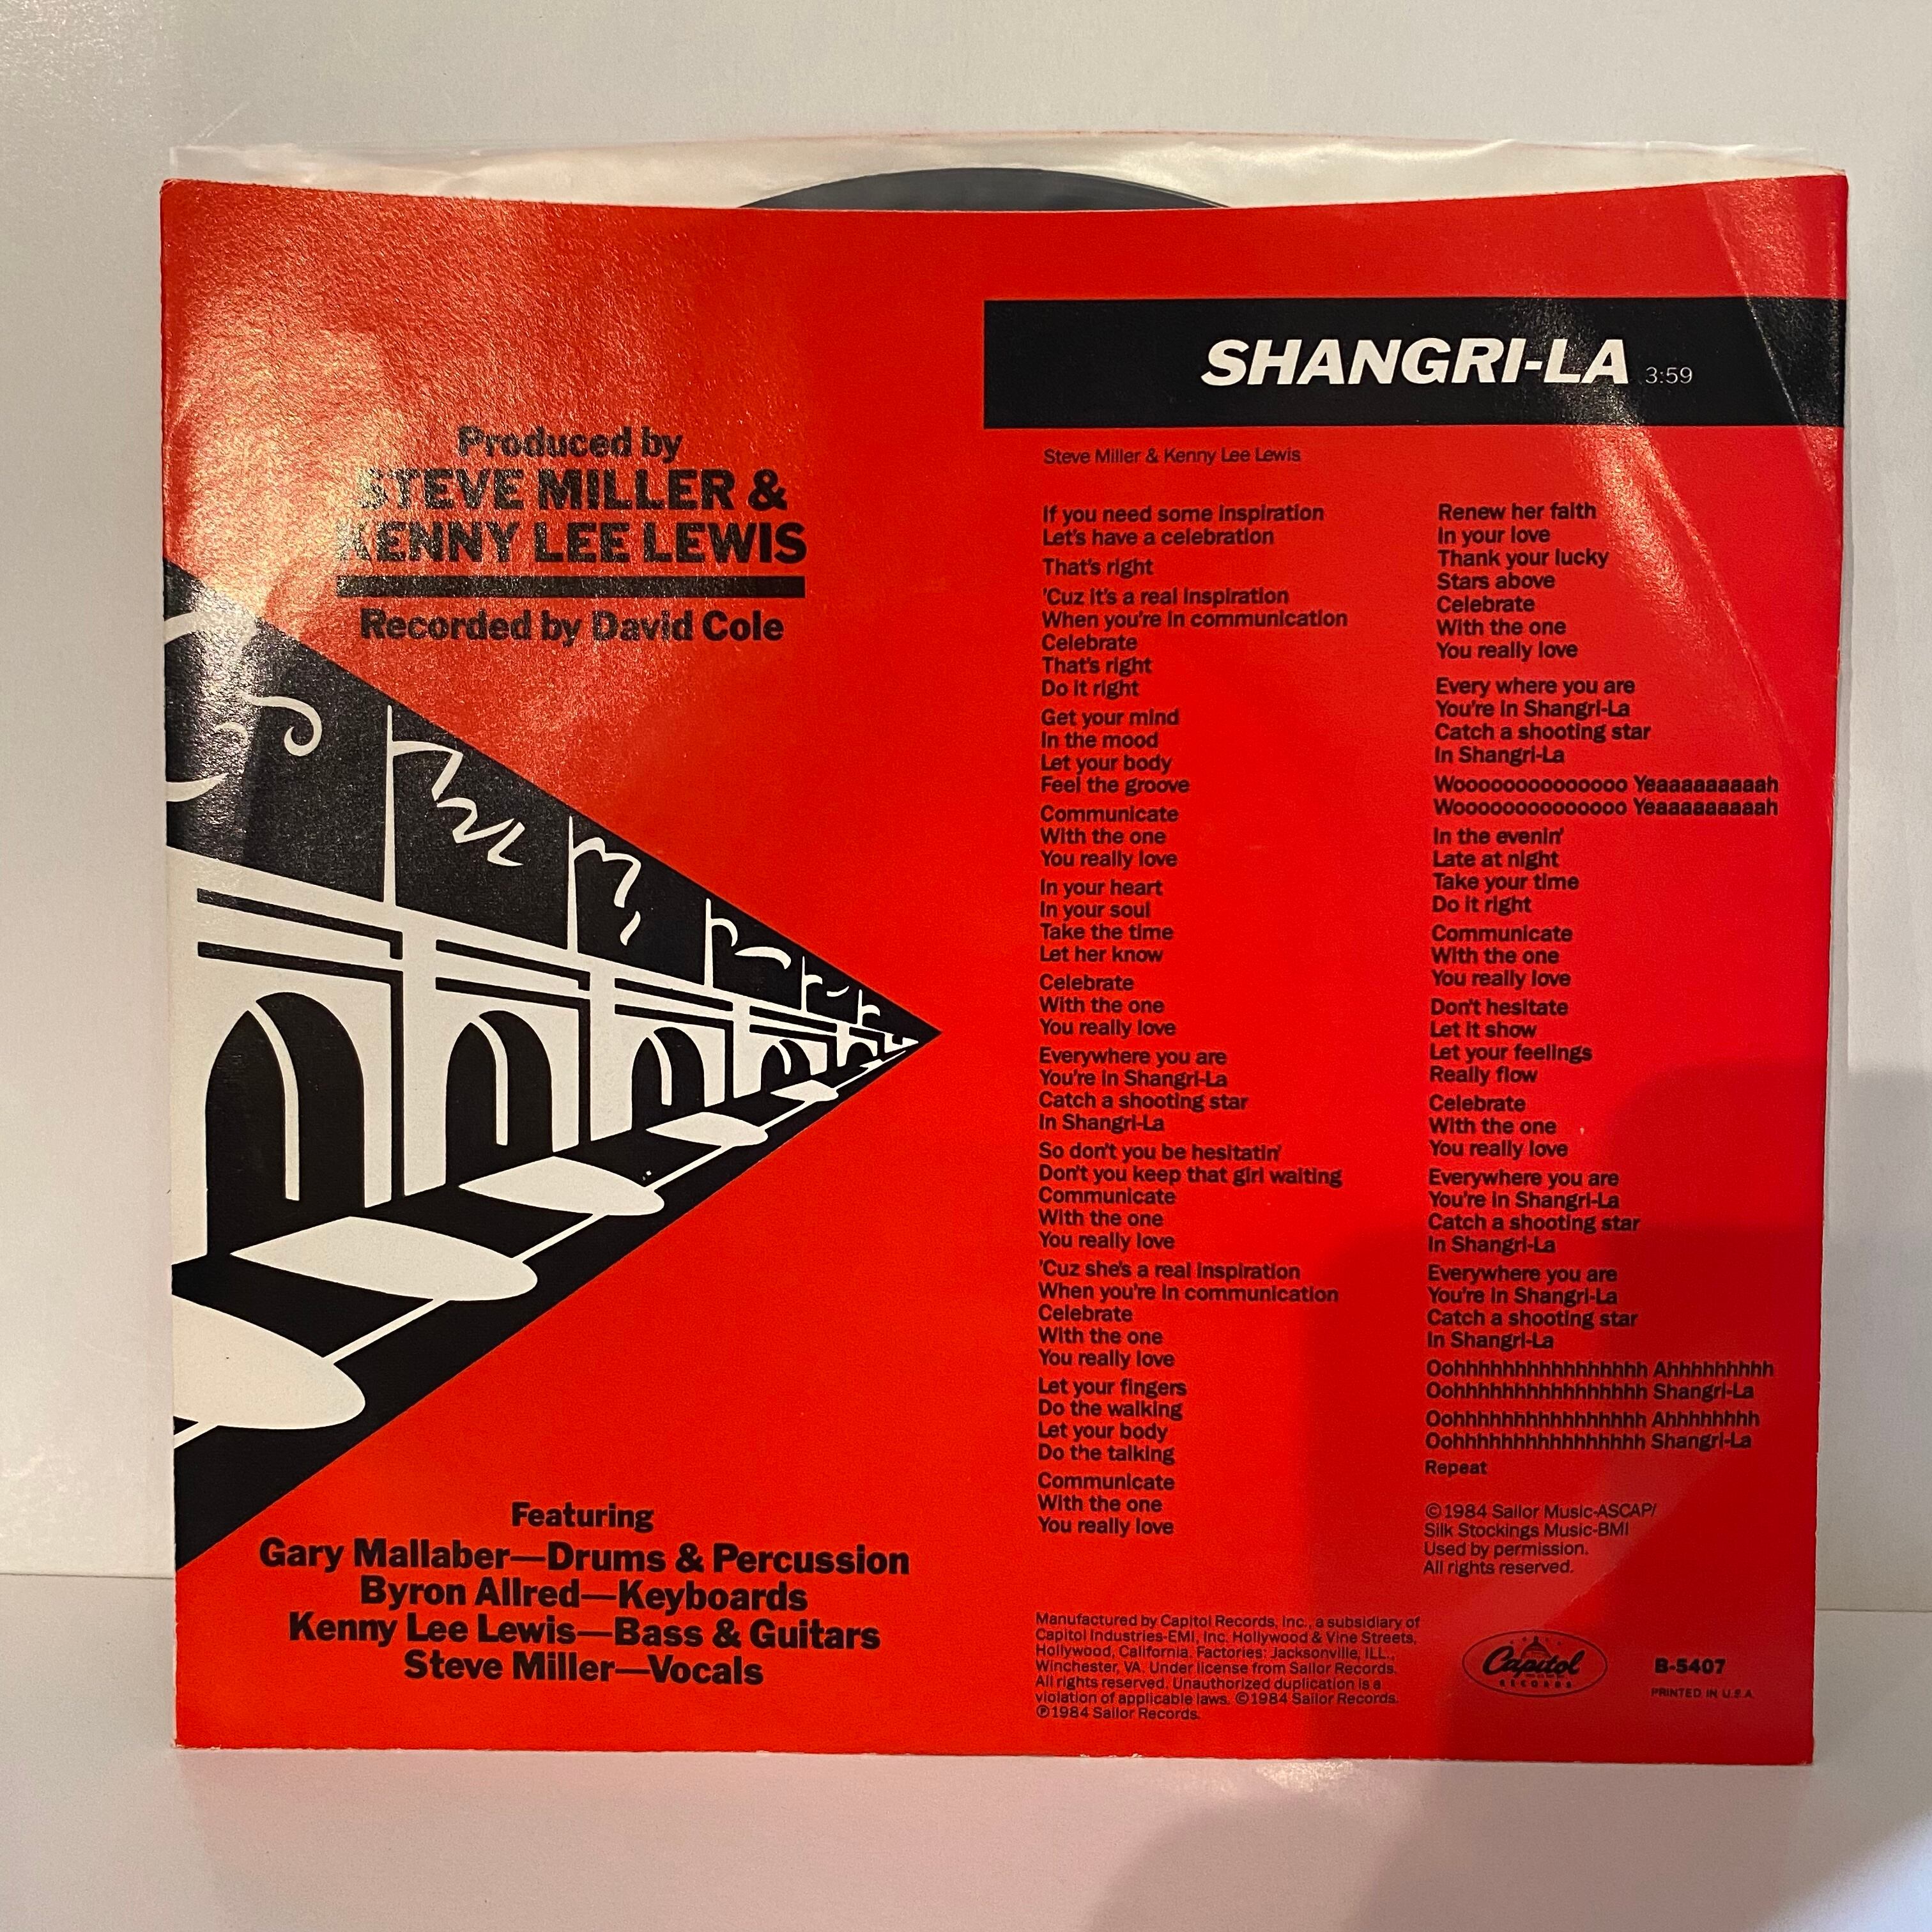 Produced by
STEVE MILLER &
KENNY LEE LEWIS
Recorded by David Cole
Featuring
Gary Mallaber—Drums & Percussion
Byron Allred—Keyboards
Kenny Lee Lewis—Bass & Guitars
Steve Miller—Vocals
SHANGRI-LA 3:59
Steve Miller & Kenny Lee Lewis
If you need some inspiration
Let's have a celebration
That's right
'Cuz it's a real inspiration
When you're in communication
Celebrate
That's right
Do it right
Get your mind
In the mood
Let your body
Feel the groove
Communicate
With the one
You really love
In your heart
In your soul
Take the time
Let her know
Celebrate
With the one
You really love
Everywhere you are
You're in Shangri-La
Catch a shooting star
In Shangri-La
So don't you be hesitatin'
Don't you keep that girl waiting
Communicate
With the one
You really love
'Cuz she's a real inspiration
When you're in communication
Celebrate
With the one
You really love
Let your fingers
Do the walking
Let your body
Do the talking
Communicate
With the one
You really love
Renew her faith
In your love
Thank your lucky
Stars above
Celebrate
With the one
You really love
Every where you are
You're in Shangri-La
Catch a shooting star
In Shangri-La
Woooooooooooooo Yeaaaaaaaaaah
Woooooooooooooo Yeaaaaaaaaaah
In the evenin'
Late at night
Take your time
Do it right
Communicate
With the one
You really love
Don't hesitate
Let it show
Let your feelings
Really flow
Celebrate
With the one
You really love
Everywhere you are
You're in Shangri-La
Catch a shooting star
In Shangri-La
Everywhere you are
You're in Shangri-La
Catch a shooting star
In Shangri-La
Oohhhhhhhhhhhhhhhhh Ahhhhhhhhh
Oohhhhhhhhhhhhhhhhh Shangri-La
Oohhhhhhhhhhhhhhhhh Ahhhhhhhh
Oohhhhhhhhhhhhhhhhh Shangri-La
Repeat
©1984 Sailor Music-ASCAP/
Silk Stockings Music-BMI
Used by permission.
All rights reserved.
Manufactured by Capitol Records, Inc., a subsidiary of
Capitol Industries-EMI, Inc. Hollywood & Vine Streets,
Hollywood, California. Factories: Jacksonville, ILL.,
Winchester, VA. Under license from Sailor Records.
All rights reserved. Unauthorized duplication is a
violation of applicable laws. ©1984 Sailor Records.
℗1984 Sailor Records.
Capitol
RECORDS
B-5407
PRINTED IN U.S.A.